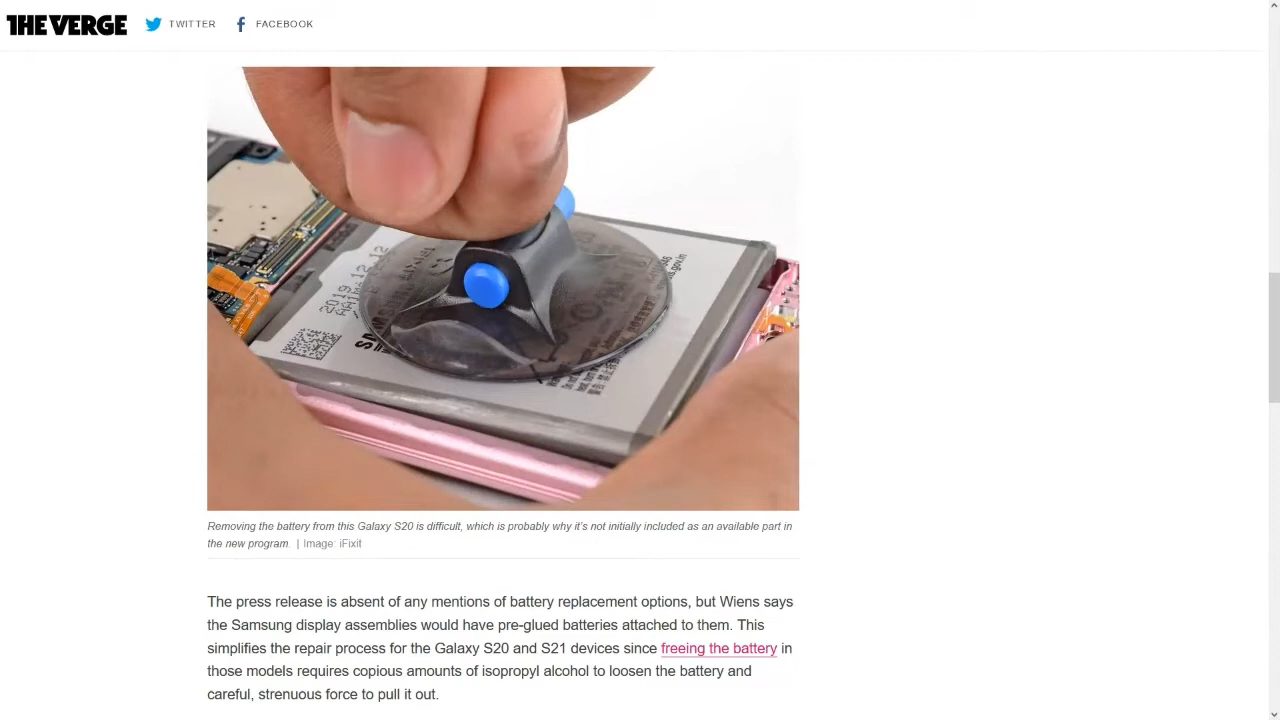 THE VERGE
TWITTER
FACEBOOK
2019.12.12
Removing the battery from this Galaxy S20 is difficult, which is probably why it's not initially included as an available part in
the new program. | Image: iFixit
The press release is absent of any mentions of battery replacement options, but Wiens says
the Samsung display assemblies would have pre-glued batteries attached to them. This
simplifies the repair process for the Galaxy S20 and S21 devices since freeing the battery in
those models requires copious amounts of isopropyl alcohol to loosen the battery and
careful, strenuous force to pull it out.